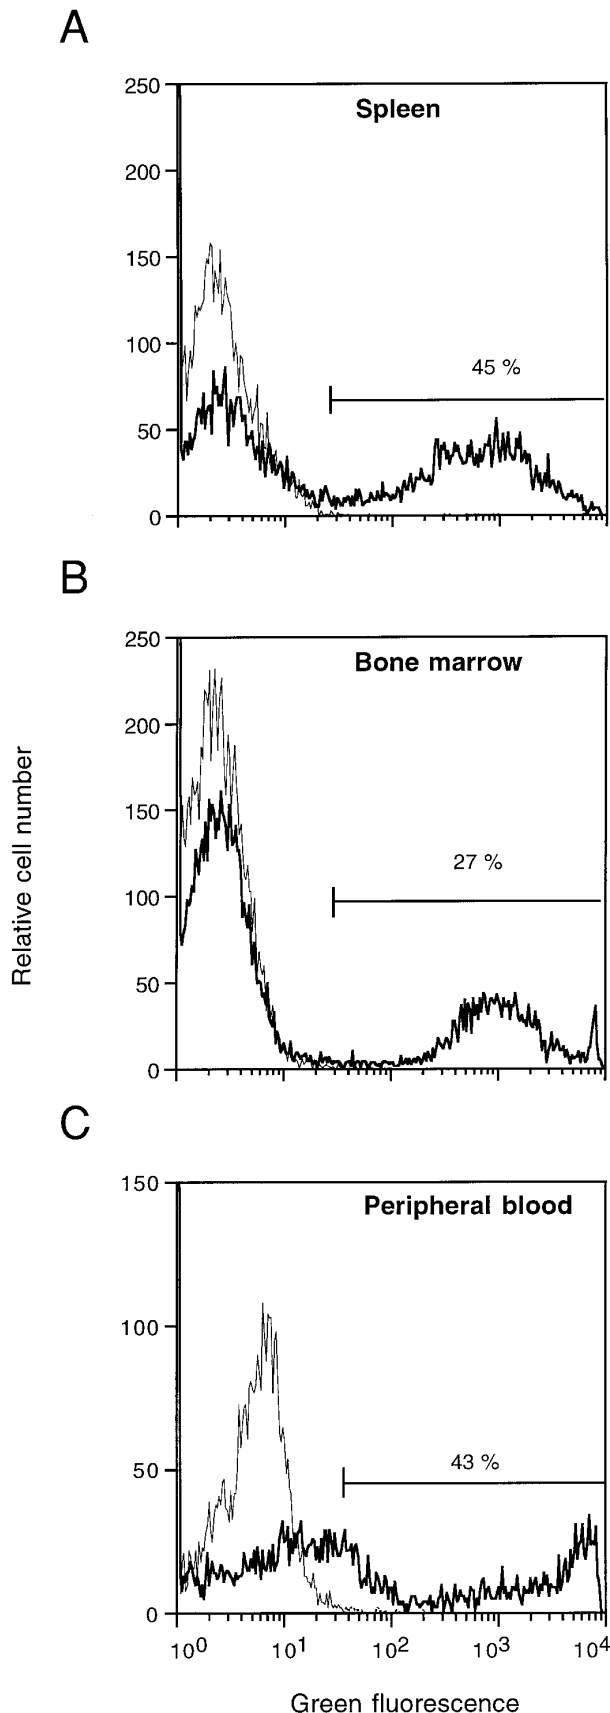 A
250
Spleen
200
150
100
45 %
50
0
B
250
Bone marrow
200
150
27 %
100
50
0
Relative cell number
C
150
Peripheral blood
100
50
43 %
0
10⁰ 10¹ 10² 10³ 10⁴
Green fluorescence